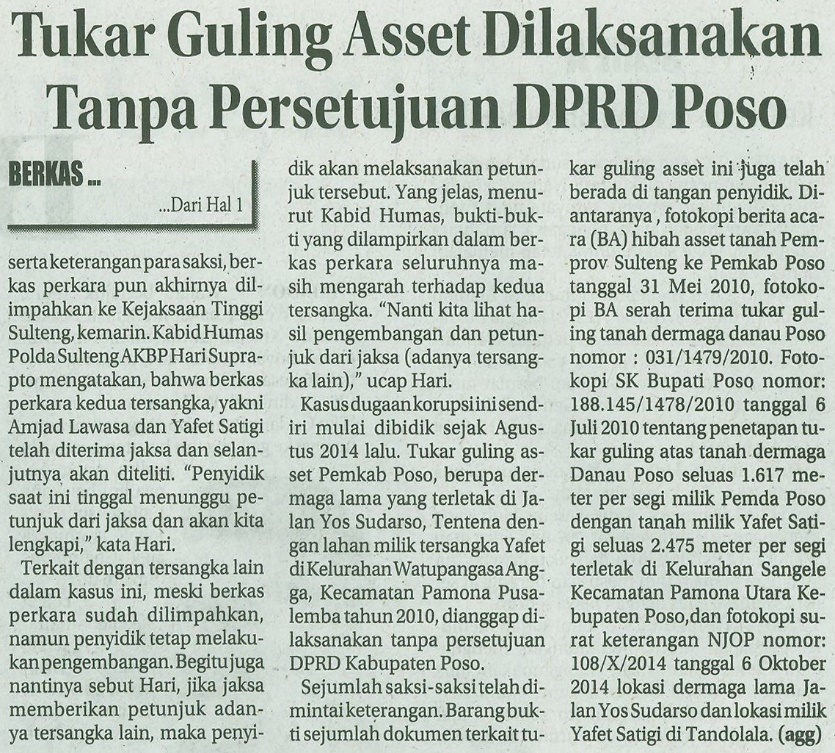 Tukar Guling Asset Dilaksanakan
Tanpa Persetujuan DPRD Poso
BERKAS ...
...Dari Hal 1
serta keterangan para saksi, ber-
kas perkara pun akhirnya dil-
impahkan ke Kejaksaan Tinggi
Sulteng, kemarin. Kabid Humas
Polda Sulteng AKBP Hari Supra-
pto mengatakan, bahwa berkas
perkara kedua tersangka, yakni
Amjad Lawasa dan Yafet Satigi
telah diterima jaksa dan selan-
jutnya akan diteliti. “Penyidik
saat ini tinggal menunggu pe-
tunjuk dari jaksa dan akan kita
lengkapi,” kata Hari.
Terkait dengan tersangka lain
dalam kasus ini, meski berkas
perkara sudah dilimpahkan,
namun penyidik tetap melaku-
kan pengembangan. Begitu juga
nantinya sebut Hari, jika jaksa
memberikan petunjuk adan-
ya tersangka lain, maka penyi-
dik akan melaksanakan petun-
juk tersebut. Yang jelas, menu-
rut Kabid Humas, bukti-buk-
ti yang dilampirkan dalam ber-
kas perkara seluruhnya ma-
sih mengarah terhadap kedua
tersangka. “Nanti kita lihat ha-
sil pengembangan dan petun-
juk dari jaksa (adanya tersang-
ka lain),” ucap Hari.
Kasus dugaan korupsi ini send-
iri mulai dibidik sejak Agus-
tus 2014 lalu. Tukar guling as-
set Pemkab Poso, berupa der-
maga lama yang terletak di Ja-
lan Yos Sudarso, Tentena den-
gan lahan milik tersangka Yafet
di Kelurahan Watupangasa Ang-
ga, Kecamatan Pamona Pusa-
lemba tahun 2010, dianggap di-
laksanakan tanpa persetujuan
DPRD Kabupaten Poso.
Sejumlah saksi-saksi telah di-
mintai keterangan. Barang buk-
ti sejumlah dokumen terkait tu-
kar guling asset ini juga telah
berada di tangan penyidik. Di-
antaranya , fotokopi berita aca-
ra (BA) hibah asset tanah Pem-
prov Sulteng ke Pemkab Poso
tanggal 31 Mei 2010, fotoko-
pi BA serah terima tukar gul-
ing tanah dermaga danau Poso
nomor : 031/1479/2010. Foto-
kopi SK Bupati Poso nomor:
188.145/1478/2010 tanggal 6
Juli 2010 tentang penetapan tu-
kar guling atas tanah dermaga
Danau Poso seluas 1.617 me-
ter per segi milik Pemda Poso
dengan tanah milik Yafet Sati-
gi seluas 2.475 meter per segi
terletak di Kelurahan Sangele
Kecamatan Pamona Utara Ke-
bupaten Poso,dan fotokopi su-
rat keterangan NJOP nomor:
108/X/2014 tanggal 6 Oktober
2014 lokasi dermaga lama Ja-
lan Yos Sudarso dan lokasi milik
Yafet Satigi di Tandolala. (agg)